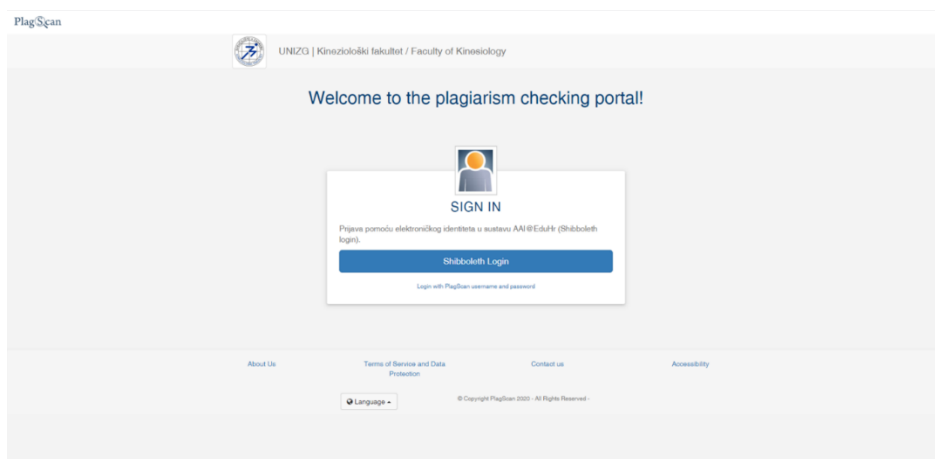 PlagScan
UNIZG | Kineziološki fakultet / Faculty of Kinesiology
Welcome to the plagiarism checking portal!
SIGN IN
Prijava pomoću elektroničkog identiteta u sustavu AAI@EduHr (Shibboleth
login).
Shibboleth Login
Login with PlagScan username and password
About Us
Terms of Service and Data
Protection
Contact us
Accessibility
Language
© Copyright PlagScan 2020 - All Rights Reserved -